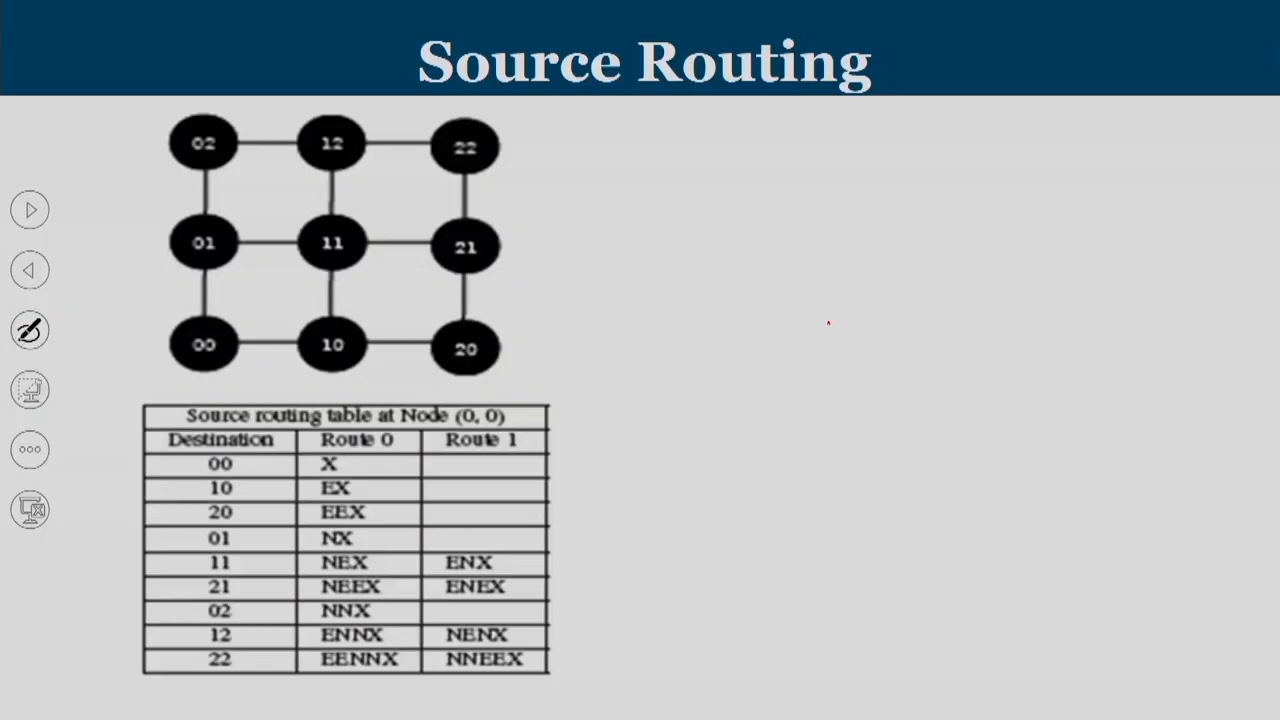 Source Routing
02 12 22
01 11 21
00 10 20
Source routing table at Node (0, 0)
Destination Route 0 Route 1
00 X
10 EX
20 EEX
01 NX
11 NEX ENX
21 NEEX ENEX
02 NNX
12 ENNX NENX
22 EENNX NNEEX